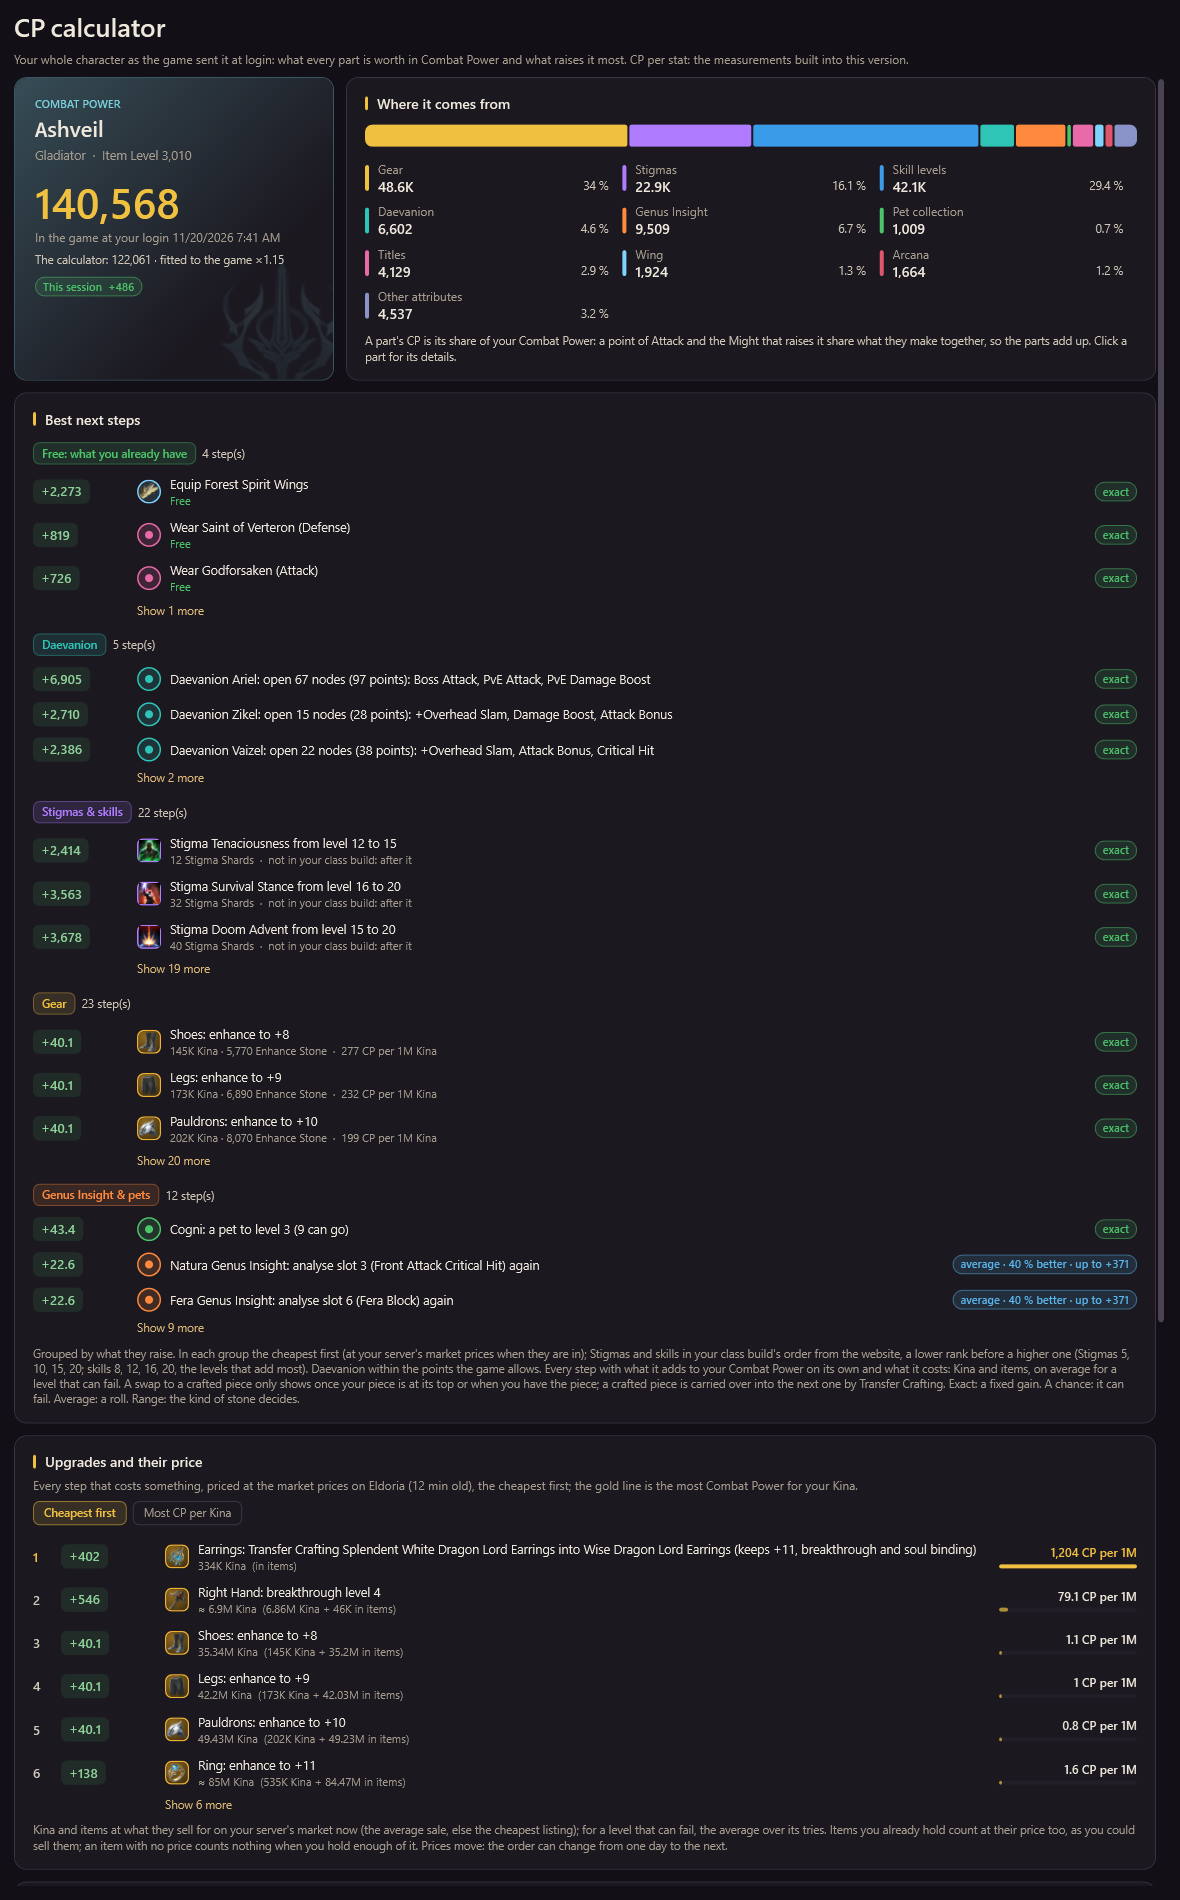 CP calculator
Your whole character as the game sent it at login: what every part is worth in Combat Power and what raises it most. CP per stat: the measurements built into this version.
COMBAT POWER
Ashveil
Gladiator · Item Level 3,010
140,568
In the game at your login 11/20/2026 7:41 AM
The calculator: 122,061 · fitted to the game ×1.15
This session +486
Where it comes from
Gear
48.6K 34 %
Stigmas
22.9K 16.1 %
Skill levels
42.1K 29.4 %
Daevanion
6,602 4.6 %
Genus Insight
9,509 6.7 %
Pet collection
1,009 0.7 %
Titles
4,129 2.9 %
Wing
1,924 1.3 %
Arcana
1,664 1.2 %
Other attributes
4,537 3.2 %
A part's CP is its share of your Combat Power: a point of Attack and the Might that raises it share what they make together, so the parts add up. Click a
part for its details.
Best next steps
Free: what you already have 4 step(s)
+2,273 Equip Forest Spirit Wings exact
Free
+819 Wear Saint of Verteron (Defense) exact
Free
+726 Wear Godforsaken (Attack) exact
Free
Show 1 more
Daevanion 5 step(s)
+6,905 Daevanion Ariel: open 67 nodes (97 points): Boss Attack, PvE Attack, PvE Damage Boost exact
+2,710 Daevanion Zikel: open 15 nodes (28 points): +Overhead Slam, Damage Boost, Attack Bonus exact
+2,386 Daevanion Vaizel: open 22 nodes (38 points): +Overhead Slam, Attack Bonus, Critical Hit exact
Show 2 more
Stigmas & skills 22 step(s)
+2,414 Stigma Tenaciousness from level 12 to 15 exact
12 Stigma Shards · not in your class build: after it
+3,563 Stigma Survival Stance from level 16 to 20 exact
32 Stigma Shards · not in your class build: after it
+3,678 Stigma Doom Advent from level 15 to 20 exact
40 Stigma Shards · not in your class build: after it
Show 19 more
Gear 23 step(s)
+40.1 Shoes: enhance to +8 exact
145K Kina · 5,770 Enhance Stone · 277 CP per 1M Kina
+40.1 Legs: enhance to +9 exact
173K Kina · 6,890 Enhance Stone · 232 CP per 1M Kina
+40.1 Pauldrons: enhance to +10 exact
202K Kina · 8,070 Enhance Stone · 199 CP per 1M Kina
Show 20 more
Genus Insight & pets 12 step(s)
+43.4 Cogni: a pet to level 3 (9 can go) exact
+22.6 Natura Genus Insight: analyse slot 3 (Front Attack Critical Hit) again average · 40 % better · up to +371
+22.6 Fera Genus Insight: analyse slot 6 (Fera Block) again average · 40 % better · up to +371
Show 9 more
Grouped by what they raise. In each group the cheapest first (at your server's market prices when they are in); Stigmas and skills in your class build's order from the website, a lower rank before a higher one (Stigmas 5,
10, 15, 20; skills 8, 12, 16, 20, the levels that add most). Daevanion within the points the game allows. Every step with what it adds to your Combat Power on its own and what it costs: Kina and items, on average for a
level that can fail. A swap to a crafted piece only shows once your piece is at its top or when you have the piece; a crafted piece is carried over into the next one by Transfer Crafting. Exact: a fixed gain. A chance: it can
fail. Average: a roll. Range: the kind of stone decides.
Upgrades and their price
Every step that costs something, priced at the market prices on Eldoria (12 min old), the cheapest first; the gold line is the most Combat Power for your Kina.
Cheapest first Most CP per Kina
1 +402 Earrings: Transfer Crafting Splendent White Dragon Lord Earrings into Wise Dragon Lord Earrings (keeps +11, breakthrough and soul binding) 1,204 CP per 1M
334K Kina (in items)
2 +546 Right Hand: breakthrough level 4 79.1 CP per 1M
≈ 6.9M Kina (6.86M Kina + 46K in items)
3 +40.1 Shoes: enhance to +8 1.1 CP per 1M
35.34M Kina (145K Kina + 35.2M in items)
4 +40.1 Legs: enhance to +9 1 CP per 1M
42.2M Kina (173K Kina + 42.03M in items)
5 +40.1 Pauldrons: enhance to +10 0.8 CP per 1M
49.43M Kina (202K Kina + 49.23M in items)
6 +138 Ring: enhance to +11 1.6 CP per 1M
≈ 85M Kina (535K Kina + 84.47M in items)
Show 6 more
Kina and items at what they sell for on your server's market now (the average sale, else the cheapest listing); for a level that can fail, the average over its tries. Items you already hold count at their price too, as you could
sell them; an item with no price counts nothing when you hold enough of it. Prices move: the order can change from one day to the next.